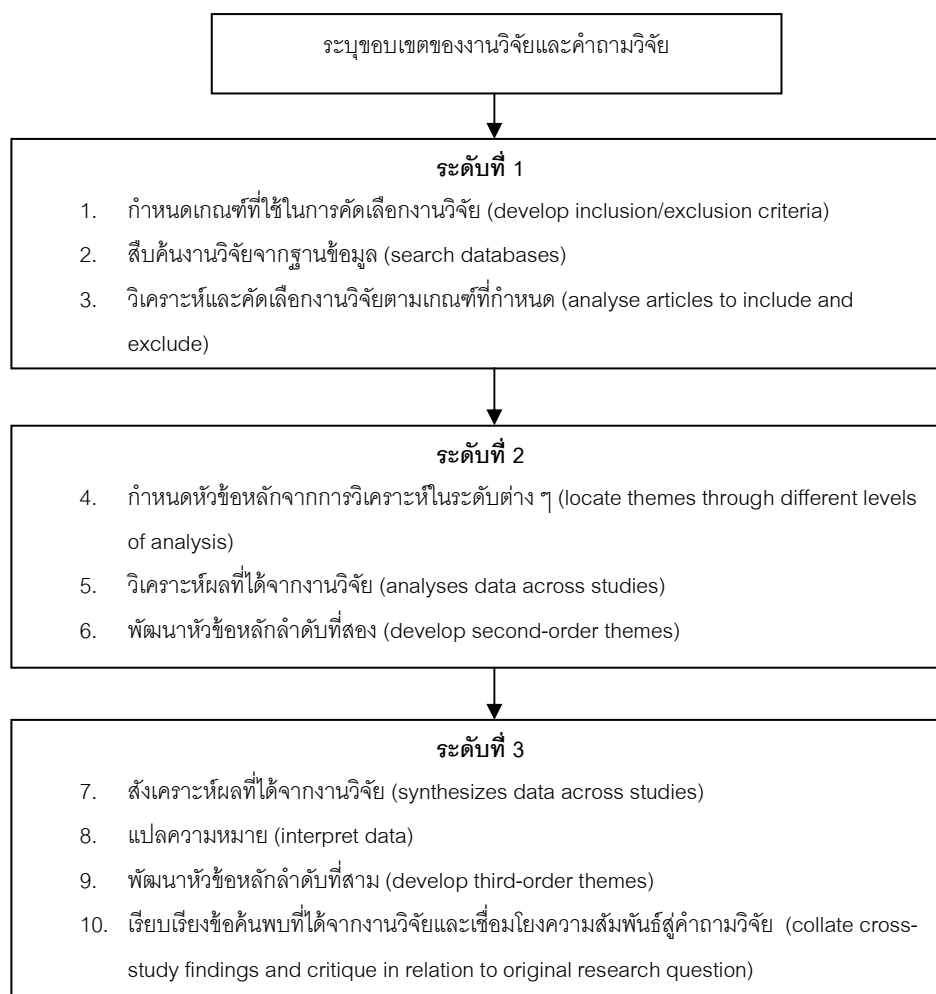 ระบุขอบเขตของงานวิจัยและคำถามวิจัย
ระดับที่ 1
1. กำหนดเกณฑ์ที่ใช้ในการคัดเลือกงานวิจัย (develop inclusion/exclusion criteria)
2. สืบค้นงานวิจัยจากฐานข้อมูล (search databases)
3. วิเคราะห์และคัดเลือกงานวิจัยตามเกณฑ์ที่กำหนด (analyse articles to include and
exclude)
ระดับที่ 2
4. กำหนดหัวข้อหลักจากการวิเคราะห์ในระดับต่าง ๆ (locate themes through different levels
of analysis)
5. วิเคราะห์ผลที่ได้จากงานวิจัย (analyses data across studies)
6. พัฒนาหัวข้อหลักลำดับที่สอง (develop second-order themes)
ระดับที่ 3
7. สังเคราะห์ผลที่ได้จากงานวิจัย (synthesizes data across studies)
8. แปลความหมาย (interpret data)
9. พัฒนาหัวข้อหลักลำดับที่สาม (develop third-order themes)
10. เรียบเรียงข้อค้นพบที่ได้จากงานวิจัยและเชื่อมโยงความสัมพันธ์สู่คำถามวิจัย (collate cross-
study findings and critique in relation to original research question)